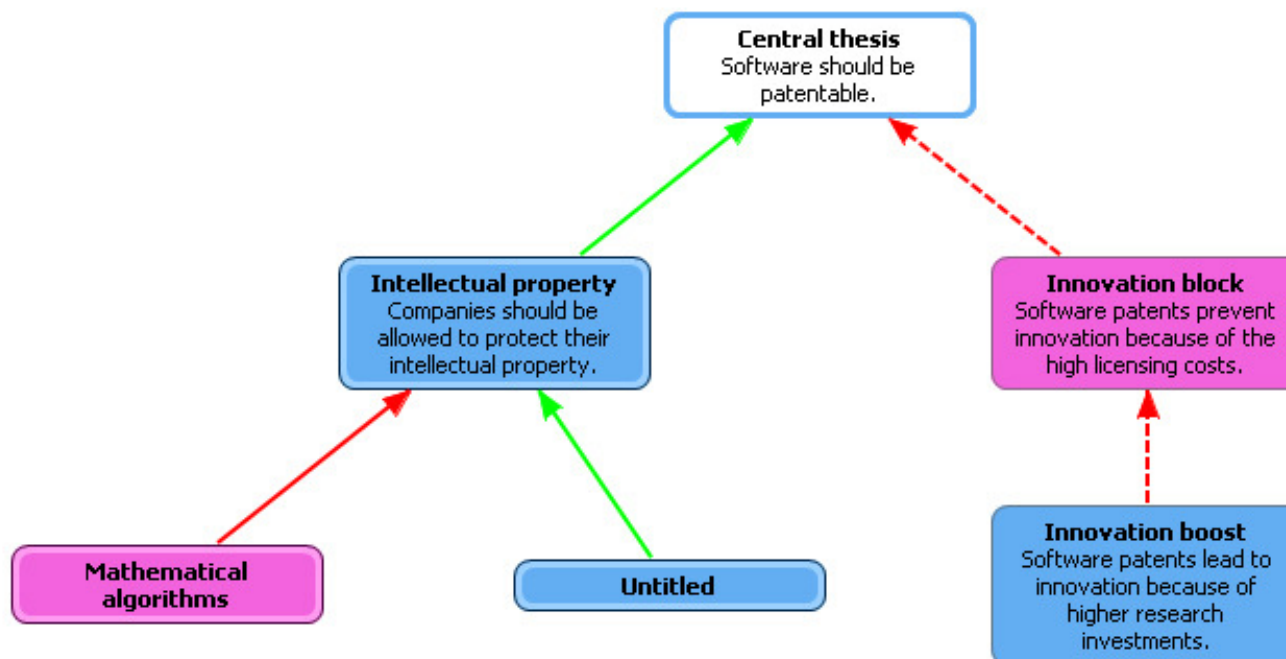 Central thesis
Software should be
patentable.
Intellectual property
Companies should be
allowed to protect their
intellectual property.
Innovation block
Software patents prevent
innovation because of the
high licensing costs.
Mathematical
algorithms
Untitled
Innovation boost
Software patents lead to
innovation because of
higher research
investments.